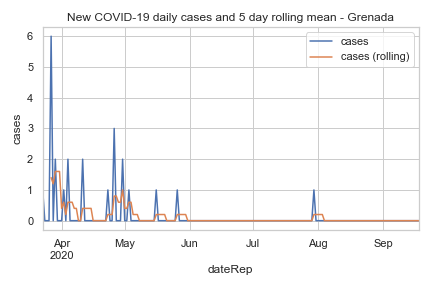 New COVID-19 daily cases and 5 day rolling mean - Grenada
cases
cases (rolling)
6
5
4
3
2
1
0
cases
Apr
2020
May
Jun
Jul
Aug
Sep
dateRep